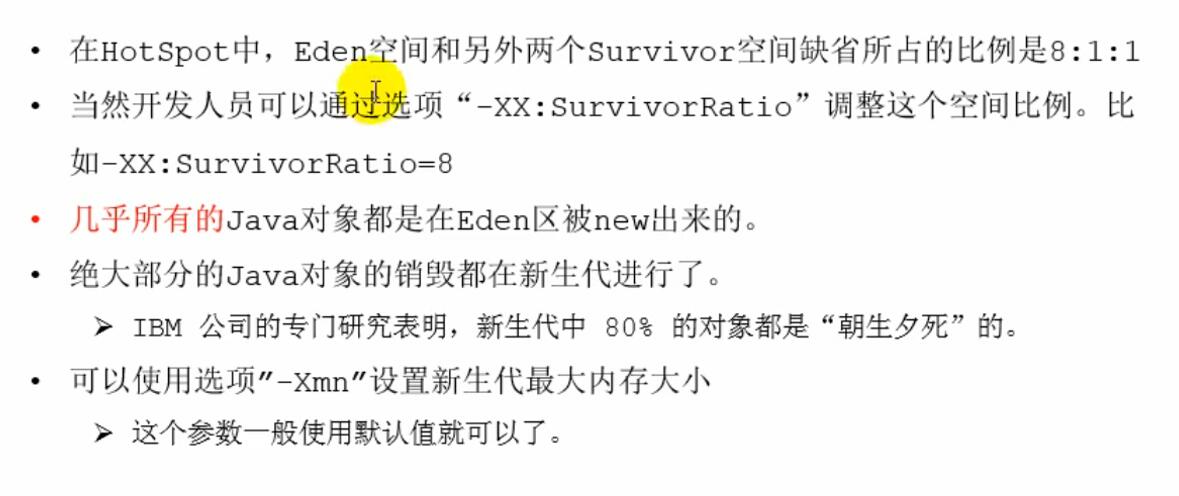 • 在HotSpot中，Eden空间和另外两个Survivor空间缺省所占的比例是8:1:1
• 当然开发人员可以通过选项“-XX:SurvivorRatio”调整这个空间比例。比
如-XX:SurvivorRatio=8
• 几乎所有的Java对象都是在Eden区被new出来的。
• 绝大部分的Java对象的销毁都在新生代进行了。
➢ IBM 公司的专门研究表明，新生代中 80% 的对象都是“朝生夕死”的。
• 可以使用选项"-Xmn"设置新生代最大内存大小
➢ 这个参数一般使用默认值就可以了。